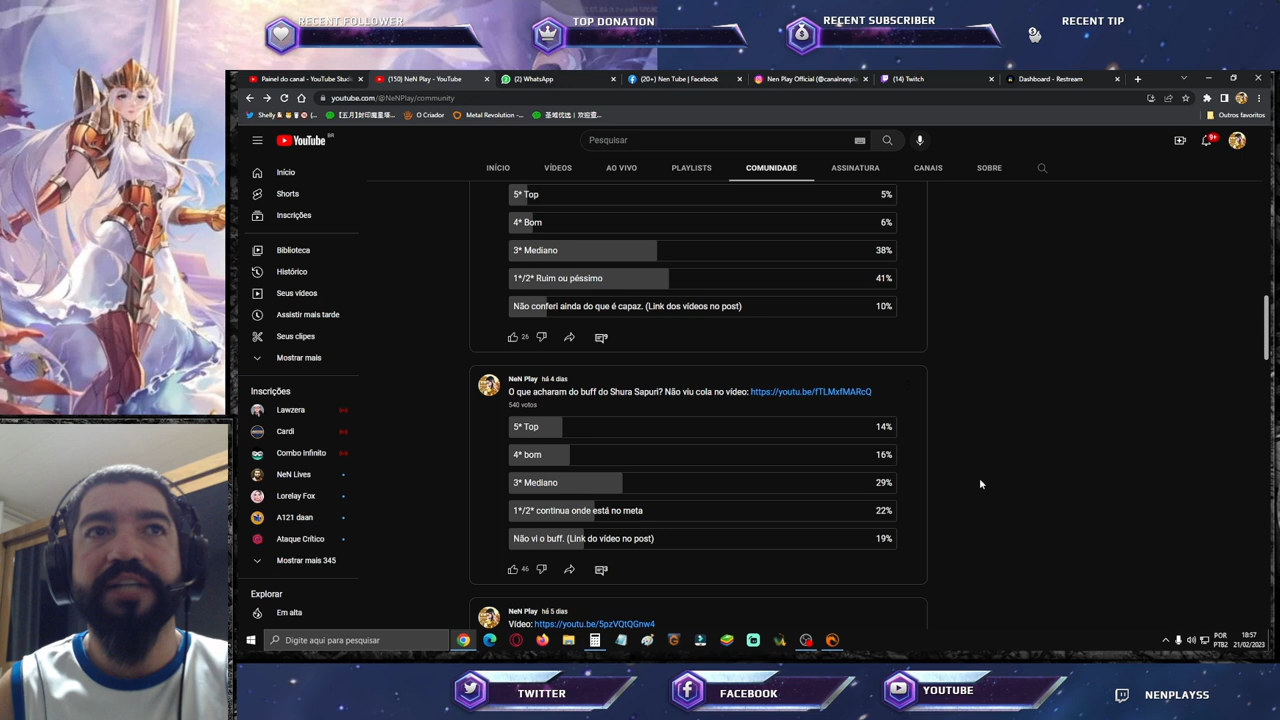 RECENT FOLLOWER
TOP DONATION
RECENT SUBSCRIBER
RECENT TIP
Painel do canal - YouTube Studi
(150) NeN Play - YouTube
(2) WhatsApp
(20+) Nen Tube | Facebook
Nen Play Official (@canalnenpla
(14) Twitch
Dashboard - Restream
youtube.com/@NeNPlay/community
Shelly
O Criador
Metal Revolution -...
Outros favoritos
YouTube BR
Pesquisar
9+
INÍCIO
VÍDEOS
AO VIVO
PLAYLISTS
COMUNIDADE
ASSINATURA
CANAIS
SOBRE
Início
Shorts
Inscrições
Biblioteca
Histórico
Seus vídeos
Assistir mais tarde
Seus clipes
Mostrar mais
Inscrições
Lawzera
Cardi
Combo Infinito
NeN Lives
Lorelay Fox
A121 daan
Ataque Crítico
Mostrar mais 345
Explorar
Em alta
5* Top 5%
4* Bom 6%
3* Mediano 38%
1*/2* Ruim ou péssimo 41%
Não conferi ainda do que é capaz. (Link dos vídeos no post) 10%
26
9
NeN Play há 4 dias
O que acharam do buff do Shura Sapuri? Não viu cola no vídeo: https://youtu.be/fTLMxfMARcQ
540 votos
5* Top 14%
4* bom 16%
3* Mediano 29%
1*/2* continua onde está no meta 22%
Não vi o buff. (Link do vídeo no post) 19%
46
3
NeN Play há 5 dias
Vídeo: https://youtu.be/5pzVQtQGnw4
Digite aqui para pesquisar
POR
PTB2
18:57
21/02/2023
TWITTER
FACEBOOK
YOUTUBE
NENPLAYSS